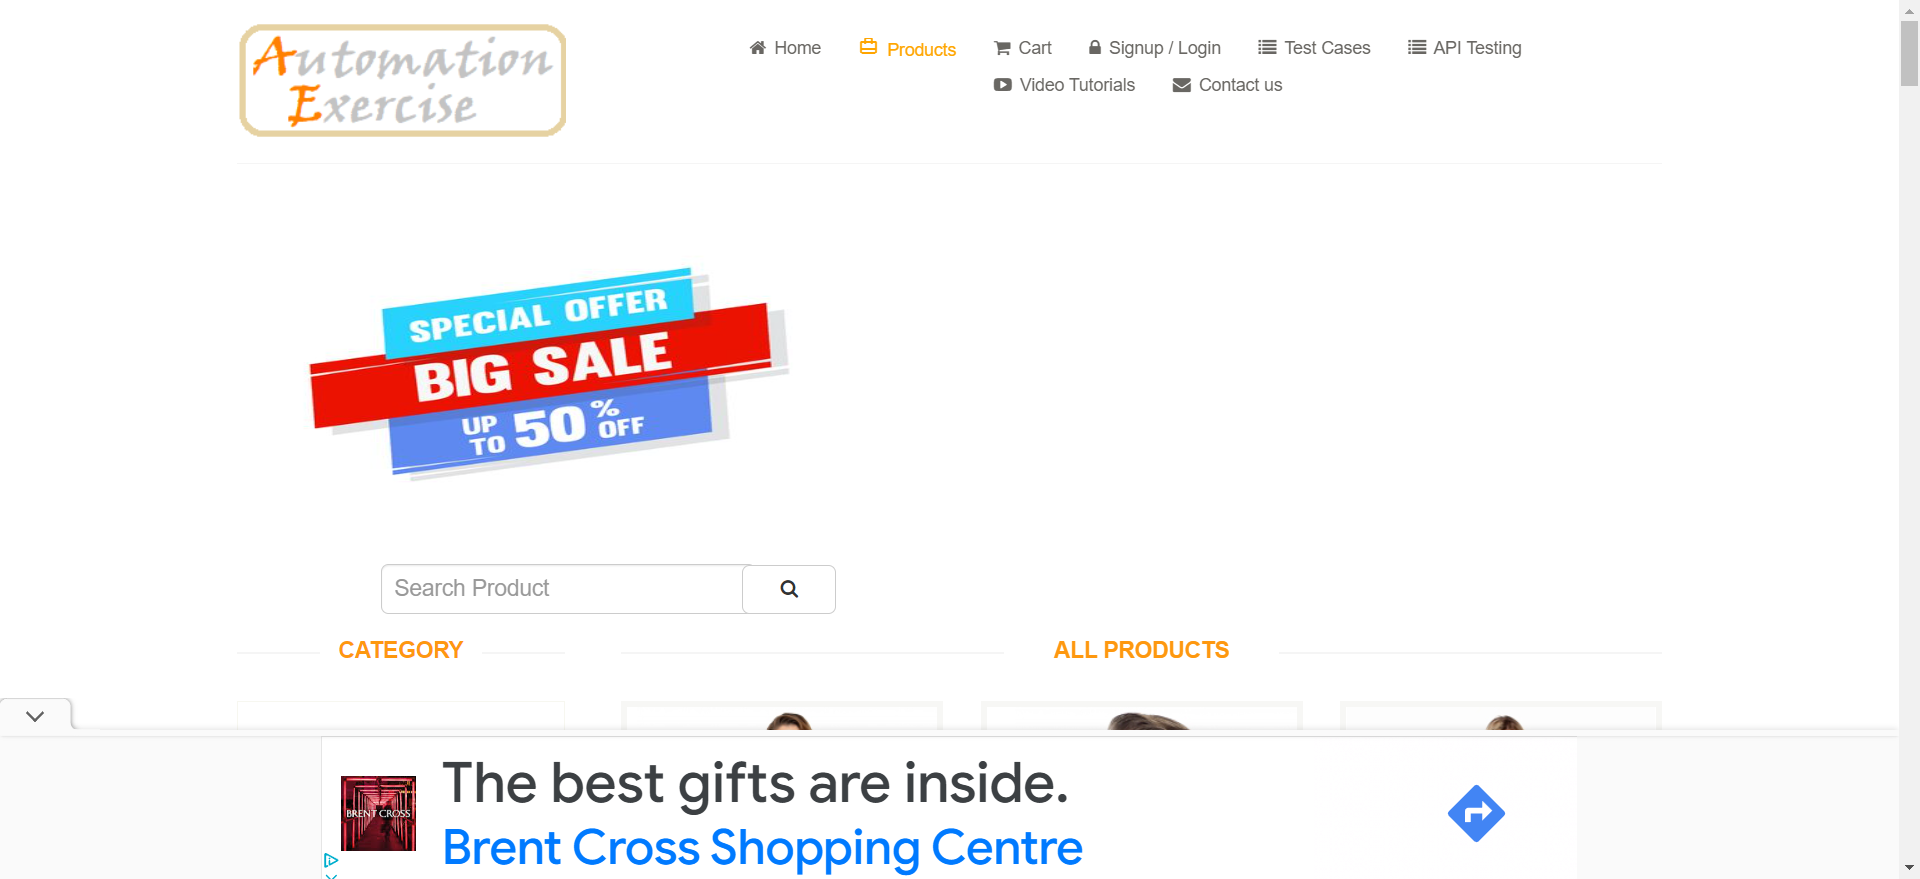 Automation
Exercise
Home
Products
Cart
Signup / Login
Test Cases
API Testing
Video Tutorials
Contact us
SPECIAL OFFER
BIG SALE
UP TO 50% OFF
Search Product
CATEGORY
ALL PRODUCTS
The best gifts are inside.
BRENT CROSS
Brent Cross Shopping Centre